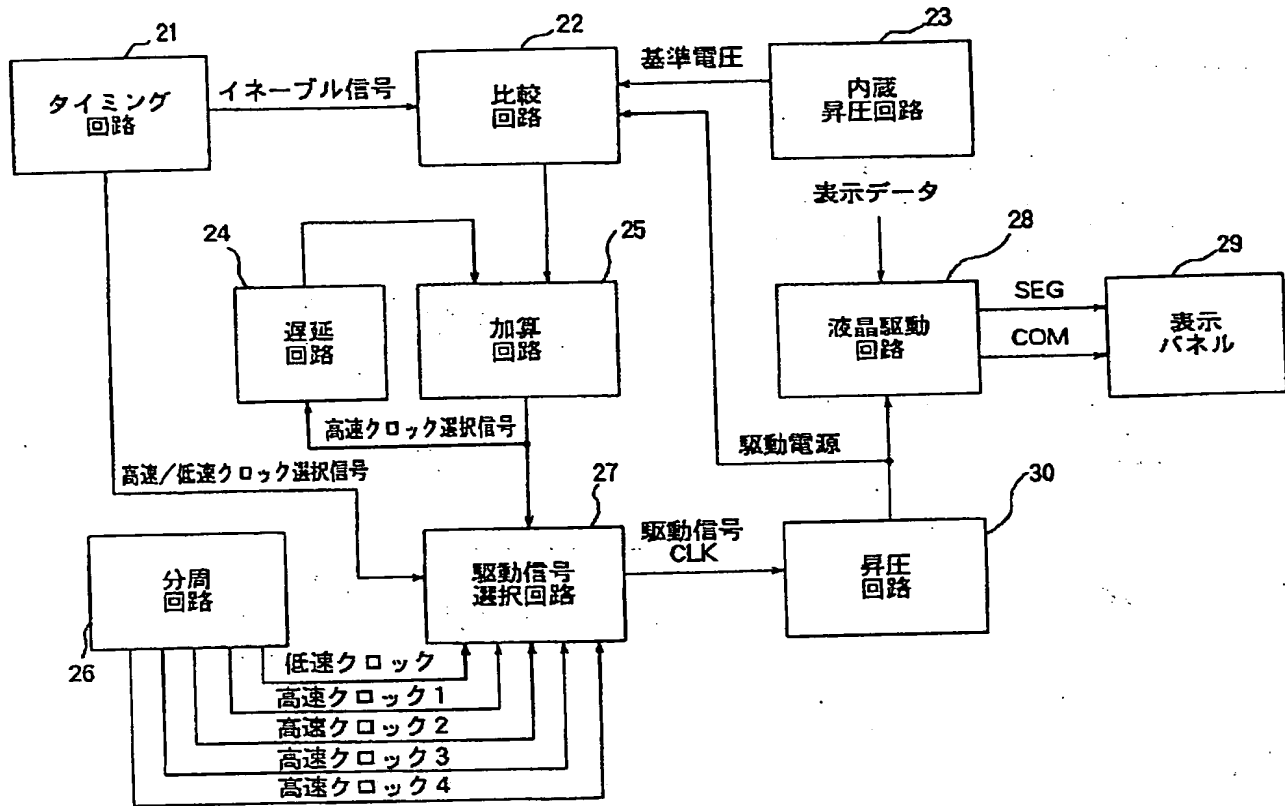 21
タイミング
回路
イネーブル信号
22
比較
回路
基準電圧
23
内蔵
昇圧回路
表示データ
24
遅延
回路
25
加算
回路
28
液晶駆動
回路
SEG
COM
29
表示
パネル
高速クロック選択信号
高速/低速クロック選択信号
駆動電源
26
分周
回路
27
駆動信号
選択回路
駆動信号
CLK
30
昇圧
回路
低速クロック
高速クロック1
高速クロック2
高速クロック3
高速クロック4